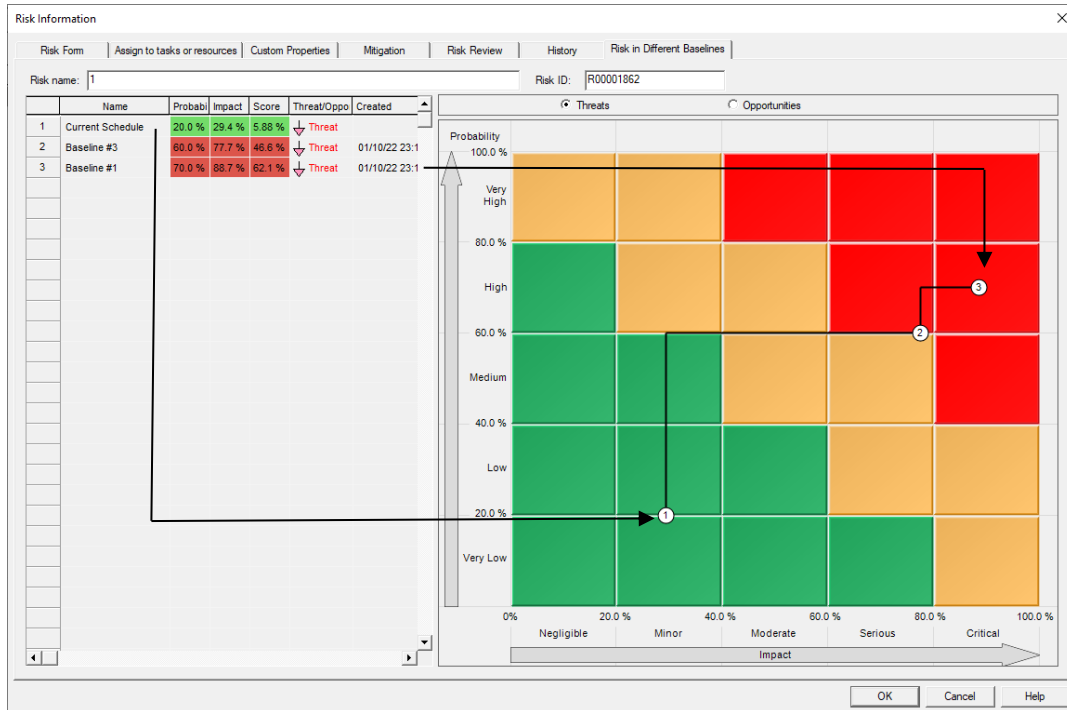 Risk Information
Risk Form Assign to tasks or resources Custom Properties Mitigation Risk Review History Risk in Different Baselines
Risk name: 1 Risk ID: R00001862
Name Probabi Impact Score Threat/Oppo Created
1 Current Schedule 20.0 % 29.4 % 5.88 % Threat
2 Baseline #3 60.0 % 77.7 % 46.6 % Threat 01/10/22 23:1
3 Baseline #1 70.0 % 88.7 % 62.1 % Threat 01/10/22 23:1
Threats Opportunities
Probability
100.0 %
Very
High
80.0 %
High
3
60.0 %
2
Medium
40.0 %
Low
20.0 %
1
Very Low
0% 20.0 % 40.0 % 60.0 % 80.0 % 100.0 %
Negligible Minor Moderate Serious Critical
Impact
OK Cancel Help